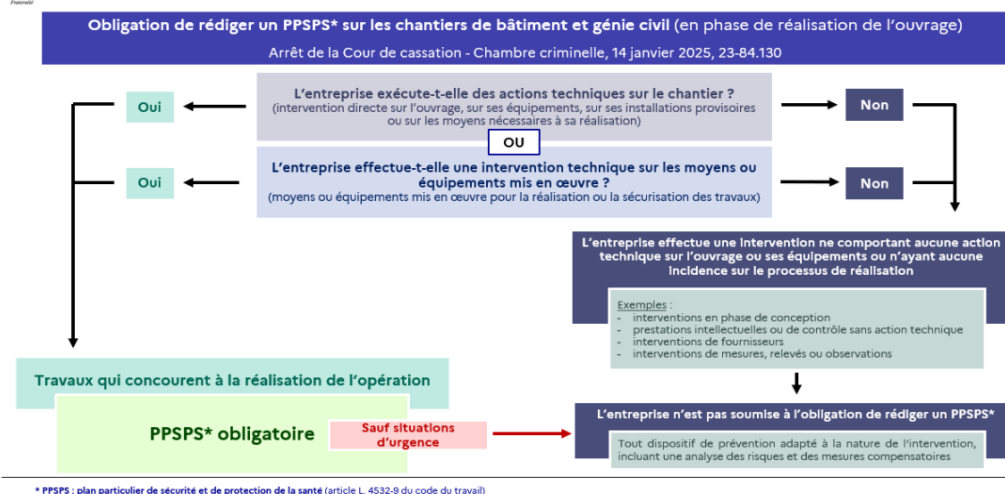 Fraternité
Obligation de rédiger un PPSPS* sur les chantiers de bâtiment et génie civil (en phase de réalisation de l'ouvrage)
Arrêt de la Cour de cassation - Chambre criminelle, 14 janvier 2025, 23-84.130
L'entreprise exécute-t-elle des actions techniques sur le chantier ?
(intervention directe sur l'ouvrage, sur ses équipements, sur ses installations provisoires
ou sur les moyens nécessaires à sa réalisation)
Oui
Non
OU
L'entreprise effectue-t-elle une intervention technique sur les moyens ou
équipements mis en œuvre ?
(moyens ou équipements mis en œuvre pour la réalisation ou la sécurisation des travaux)
Oui
Non
L'entreprise effectue une intervention ne comportant aucune action
technique sur l'ouvrage ou ses équipements ou n'ayant aucune
incidence sur le processus de réalisation
Exemples :
- interventions en phase de conception
- prestations intellectuelles ou de contrôle sans action technique
- interventions de fournisseurs
- interventions de mesures, relevés ou observations
Travaux qui concourent à la réalisation de l'opération
PPSPS* obligatoire
Sauf situations
d'urgence
L'entreprise n'est pas soumise à l'obligation de rédiger un PPSPS*
Tout dispositif de prévention adapté à la nature de l'intervention,
incluant une analyse des risques et des mesures compensatoires
* PPSPS : plan particulier de sécurité et de protection de la santé (article L. 4532-9 du code du travail)